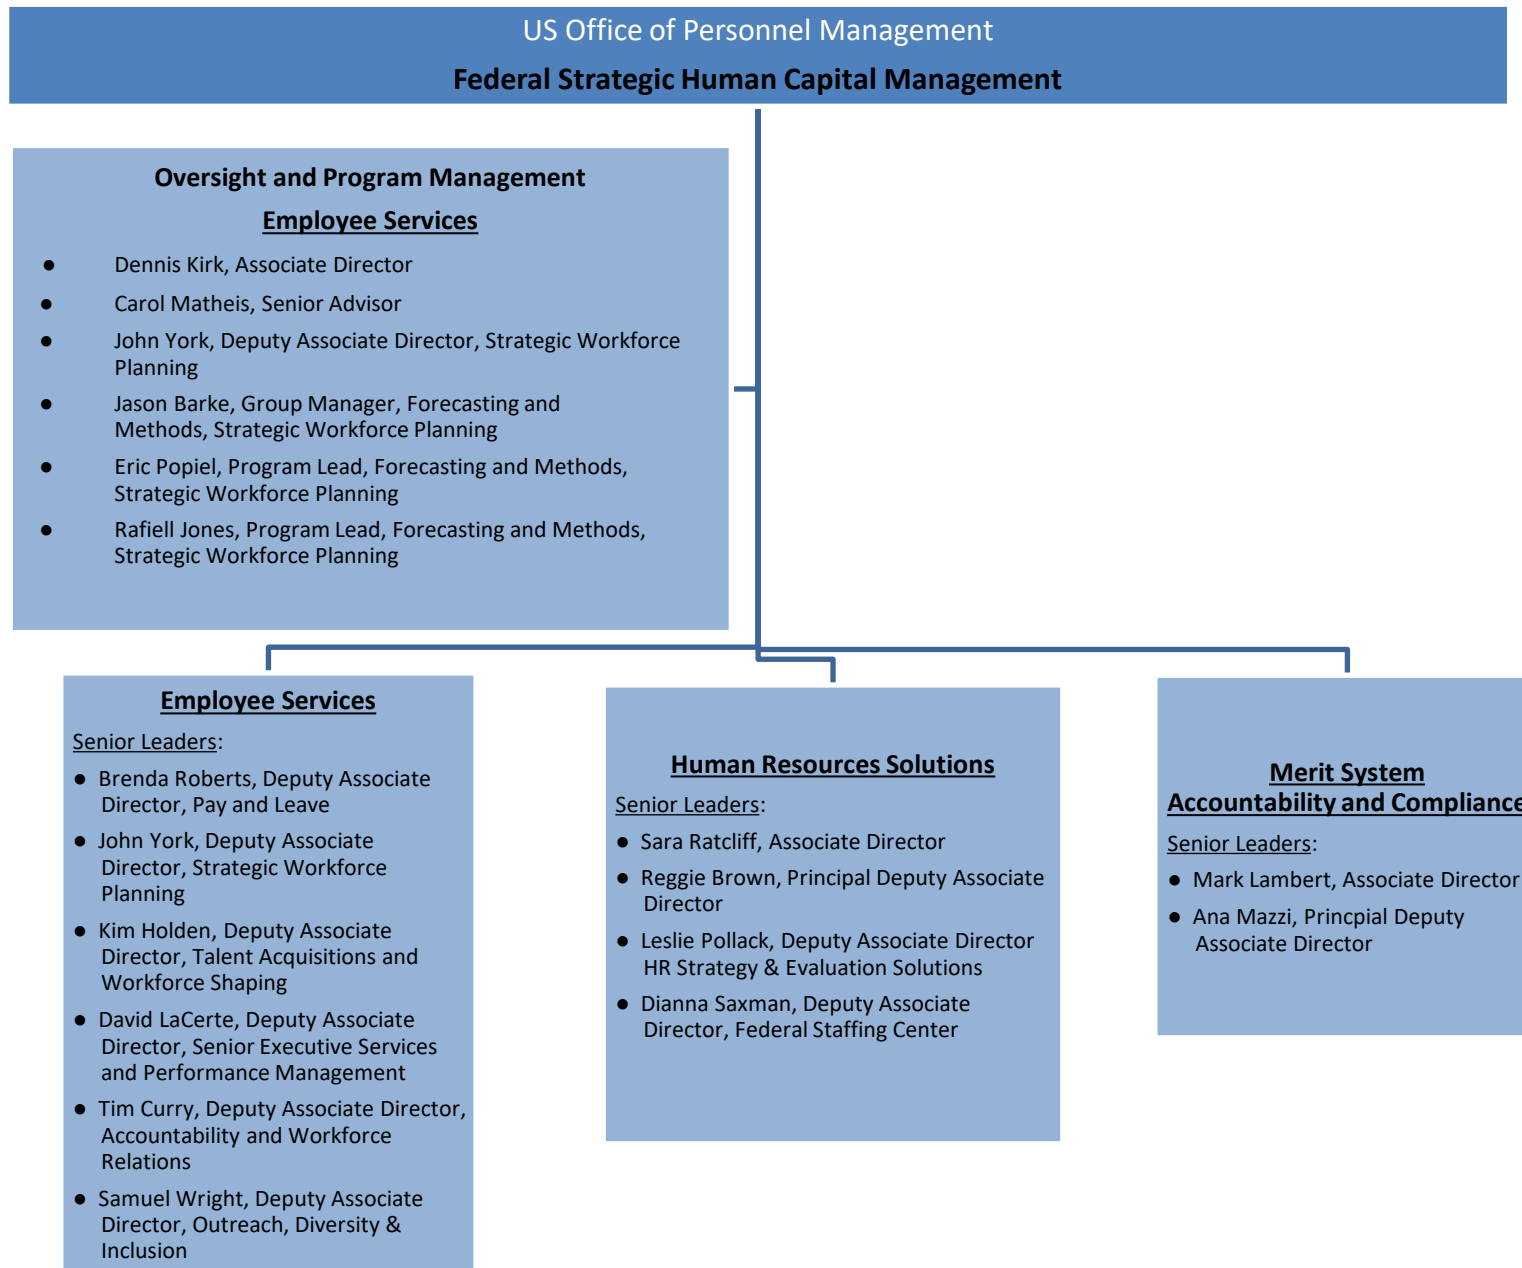 US Office of Personnel Management
Federal Strategic Human Capital Management
Oversight and Program Management
Employee Services
● Dennis Kirk, Associate Director
● Carol Matheis, Senior Advisor
● John York, Deputy Associate Director, Strategic Workforce
Planning
● Jason Barke, Group Manager, Forecasting and
Methods, Strategic Workforce Planning
● Eric Popiel, Program Lead, Forecasting and Methods,
Strategic Workforce Planning
● Rafiell Jones, Program Lead, Forecasting and Methods,
Strategic Workforce Planning
Employee Services
Senior Leaders:
● Brenda Roberts, Deputy Associate
Director, Pay and Leave
● John York, Deputy Associate
Director, Strategic Workforce
Planning
● Kim Holden, Deputy Associate
Director, Talent Acquisitions and
Workforce Shaping
● David LaCerte, Deputy Associate
Director, Senior Executive Services
and Performance Management
● Tim Curry, Deputy Associate Director,
Accountability and Workforce
Relations
● Samuel Wright, Deputy Associate
Director, Outreach, Diversity &
Inclusion
Human Resources Solutions
Senior Leaders:
● Sara Ratcliff, Associate Director
● Reggie Brown, Principal Deputy Associate
Director
● Leslie Pollack, Deputy Associate Director
HR Strategy & Evaluation Solutions
● Dianna Saxman, Deputy Associate
Director, Federal Staffing Center
Merit System
Accountability and Compliance
Senior Leaders:
● Mark Lambert, Associate Director
● Ana Mazzi, Princpial Deputy
Associate Director